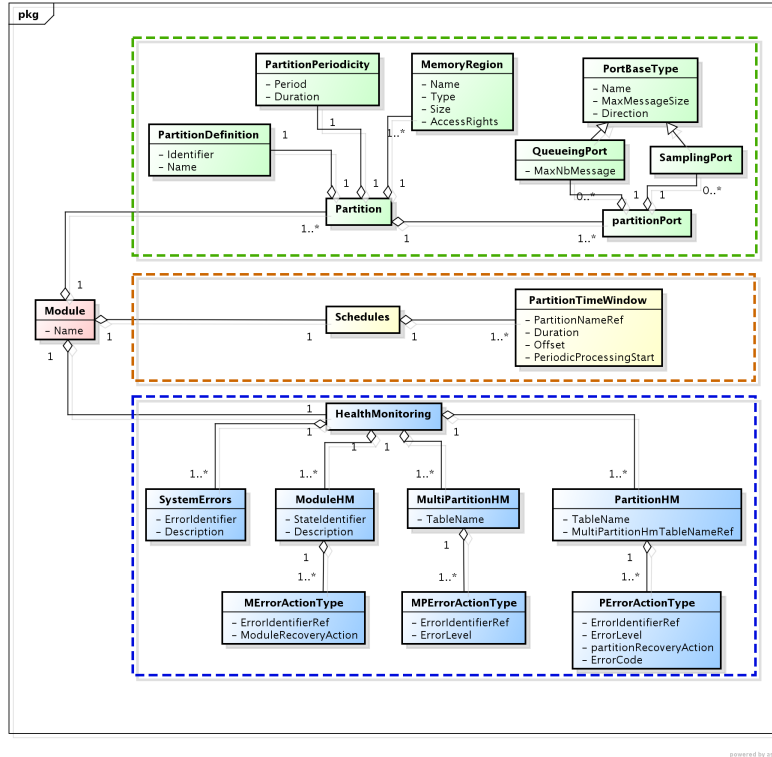 pkg
PartitionPeriodicity
- Period
- Duration
MemoryRegion
- Name
- Type
- Size
- AccessRights
PortBaseType
- Name
- MaxMessageSize
- Direction
PartitionDefinition
- Identifier
- Name
QueueingPort
- MaxNbMessage
SamplingPort
1
1
1..*
1
1
1
0..*
1
1
0..*
Partition
partitionPort
1..*
1
1..*
1
Module
- Name
1
1
Schedules
1
1
1..*
PartitionTimeWindow
- PartitionNameRef
- Duration
- Offset
- PeriodicProcessingStart
1
HealthMonitoring
1
1
1
1
1..*
1..*
1..*
1..*
SystemErrors
- ErrorIdentifier
- Description
ModuleHM
- StateIdentifier
- Description
MultiPartitionHM
- TableName
PartitionHM
- TableName
- MultiPartitionHmTableNameRef
1
1
1
1..*
1..*
1..*
MErrorActionType
- ErrorIdentifierRef
- ModuleRecoveryAction
MPErrorActionType
- ErrorIdentifierRef
- ErrorLevel
PErrorActionType
- ErrorIdentifierRef
- ErrorLevel
- partitionRecoveryAction
- ErrorCode
powered by